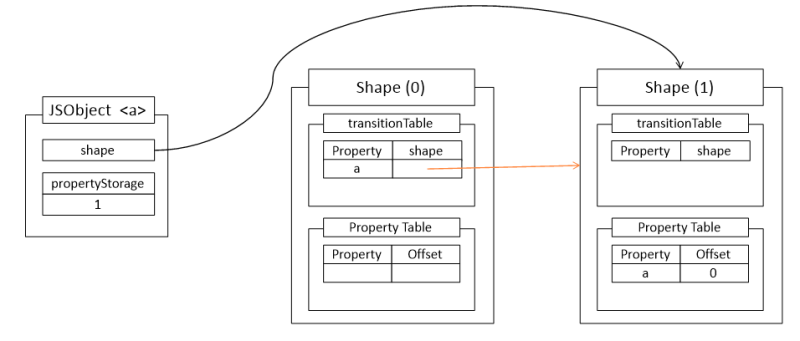 JSObject <a>
shape
propertyStorage
1
Shape (0)
transitionTable
Property shape
a
Property Table
Property Offset
Shape (1)
transitionTable
Property shape
Property Table
Property Offset
a 0